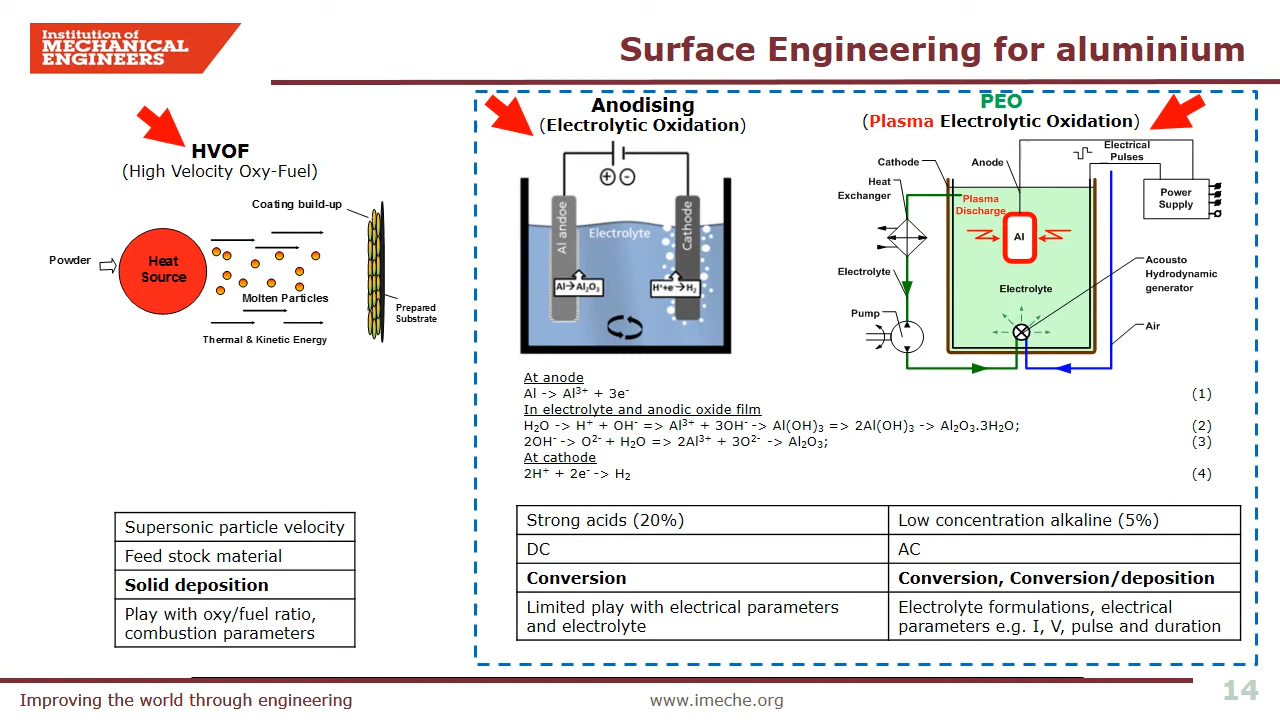 Institution of
MECHANICAL
ENGINEERS
Surface Engineering for aluminium
HVOF
(High Velocity Oxy-Fuel)
Coating build-up
Powder
Heat
Source
Molten Particles
Prepared
Substrate
Thermal & Kinetic Energy
Supersonic particle velocity
Feed stock material
Solid deposition
Play with oxy/fuel ratio,
combustion parameters
Anodising
(Electrolytic Oxidation)
+ -
Al andoe
Electrolyte
Cathode
Al→Al₂O₃
H⁺+e⁻→H₂
PEO
(Plasma Electrolytic Oxidation)
Cathode
Anode
Electrical
Pulses
Heat
Exchanger
Plasma
Discharge
Power
Supply
Al
Electrolyte
Electrolyte
Acousto
Hydrodynamic
generator
Pump
Air
At anode
Al -> Al³⁺ + 3e⁻ (1)
In electrolyte and anodic oxide film
H₂O -> H⁺ + OH⁻ => Al³⁺ + 3OH⁻ -> Al(OH)₃ => 2Al(OH)₃ -> Al₂O₃.3H₂O; (2)
2OH⁻ -> O²⁻ + H₂O => 2Al³⁺ + 3O²⁻ -> Al₂O₃; (3)
At cathode
2H⁺ + 2e⁻ -> H₂ (4)
Strong acids (20%) Low concentration alkaline (5%)
DC AC
Conversion Conversion, Conversion/deposition
Limited play with electrical parameters Electrolyte formulations, electrical
and electrolyte parameters e.g. I, V, pulse and duration
Improving the world through engineering
www.imeche.org
14